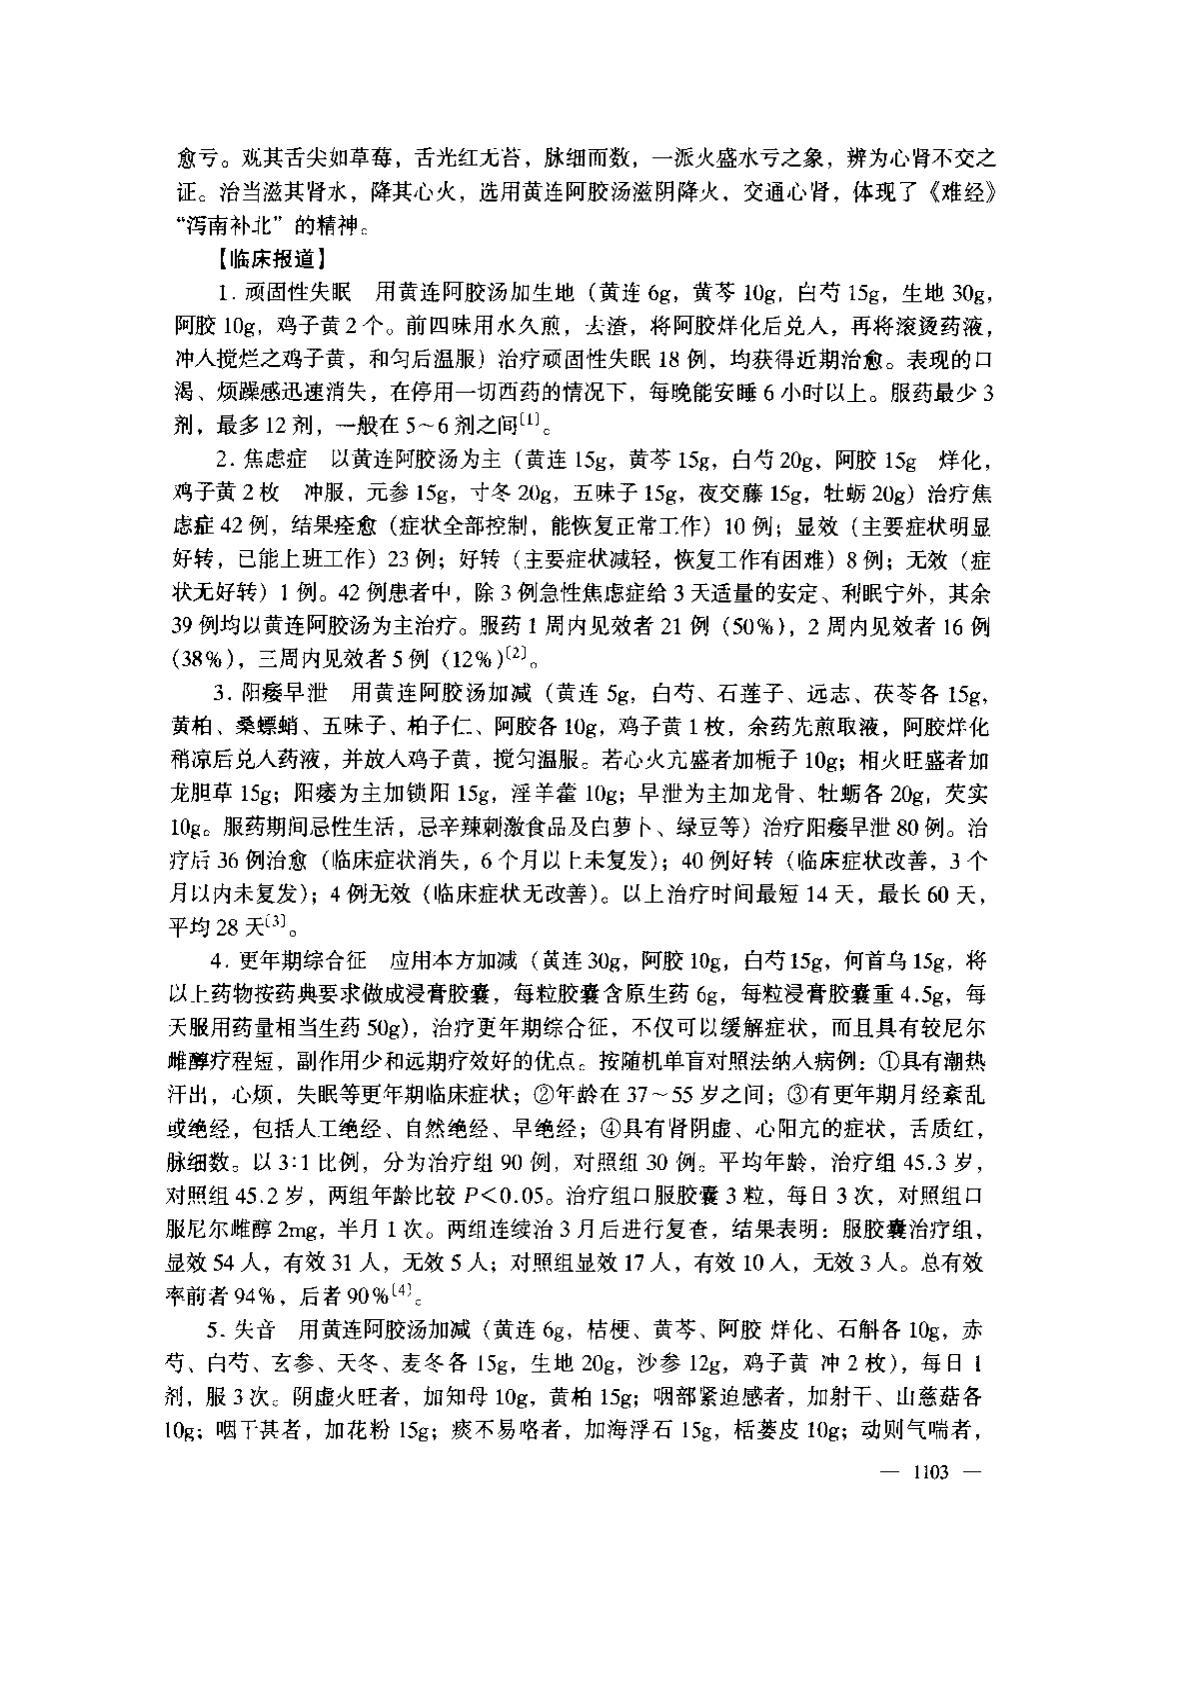 愈亏。观其舌尖如草莓，舌光红无苔，脉细而数，一派火盛水亏之象，辨为心肾不交之
证。治当滋其肾水，降其心火，选用黄连阿胶汤滋阴降火，交通心肾，体现了《难经》
“泻南补北”的精神。
【临床报道】
1. 顽固性失眠　用黄连阿胶汤加生地（黄连 6g，黄芩 10g，白芍 15g，生地 30g，
阿胶 10g，鸡子黄 2 个。前四味用水久煎，去渣，将阿胶烊化后兑入，再将滚烫药液，
冲入搅烂之鸡子黄，和匀后温服）治疗顽固性失眠 18 例，均获得近期治愈。表现的口
渴、烦躁感迅速消失，在停用一切西药的情况下，每晚能安睡 6 小时以上。服药最少 3
剂，最多 12 剂，一般在 5～6 剂之间〔1〕。
2. 焦虑症　以黄连阿胶汤为主（黄连 15g，黄芩 15g，白芍 20g，阿胶 15g　烊化，
鸡子黄 2 枚　冲服，元参 15g，寸冬 20g，五味子 15g，夜交藤 15g，牡蛎 20g）治疗焦
虑症 42 例，结果痊愈（症状全部控制，能恢复正常工作）10 例；显效（主要症状明显
好转，已能上班工作）23 例；好转（主要症状减轻，恢复工作有困难）8 例；无效（症
状无好转）1 例。42 例患者中，除 3 例急性焦虑症给 3 天适量的安定、利眠宁外，其余
39 例均以黄连阿胶汤为主治疗。服药 1 周内见效者 21 例（50%），2 周内见效者 16 例
（38%），三周内见效者 5 例（12%）〔2〕。
3. 阳痿早泄　用黄连阿胶汤加减（黄连 5g，白芍、石莲子、远志、茯苓各 15g，
黄柏、桑螵蛸、五味子、柏子仁、阿胶各 10g，鸡子黄 1 枚，余药先煎取液，阿胶烊化
稍凉后兑入药液，并放入鸡子黄，搅匀温服。若心火亢盛者加栀子 10g；相火旺盛者加
龙胆草 15g；阳痿为主加锁阳 15g，淫羊藿 10g；早泄为主加龙骨、牡蛎各 20g，芡实
10g。服药期间忌性生活，忌辛辣刺激食品及白萝卜、绿豆等）治疗阳痿早泄 80 例。治
疗后 36 例治愈（临床症状消失，6 个月以上未复发）；40 例好转（临床症状改善，3 个
月以内未复发）；4 例无效（临床症状无改善）。以上治疗时间最短 14 天，最长 60 天，
平均 28 天〔3〕。
4. 更年期综合征　应用本方加减（黄连 30g，阿胶 10g，白芍 15g，何首乌 15g，将
以上药物按药典要求做成浸膏胶囊，每粒胶囊含原生药 6g，每粒浸膏胶囊重 4.5g，每
天服用药量相当生药 50g），治疗更年期综合征，不仅可以缓解症状，而且具有较尼尔
雌醇疗程短，副作用少和远期疗效好的优点。按随机单盲对照法纳入病例：①具有潮热
汗出，心烦，失眠等更年期临床症状；②年龄在 37～55 岁之间；③有更年期月经紊乱
或绝经，包括人工绝经、自然绝经、早绝经；④具有肾阴虚、心阳亢的症状，舌质红，
脉细数。以 3:1 比例，分为治疗组 90 例，对照组 30 例。平均年龄，治疗组 45.3 岁，
对照组 45.2 岁，两组年龄比较 P＜0.05。治疗组口服胶囊 3 粒，每日 3 次，对照组口
服尼尔雌醇 2mg，半月 1 次。两组连续治 3 月后进行复查，结果表明：服胶囊治疗组，
显效 54 人，有效 31 人，无效 5 人；对照组显效 17 人，有效 10 人，无效 3 人。总有效
率前者 94%，后者 90%〔4〕。
5. 失音　用黄连阿胶汤加减（黄连 6g，桔梗、黄芩、阿胶 烊化、石斛各 10g，赤
芍、白芍、玄参、天冬、麦冬各 15g，生地 20g，沙参 12g，鸡子黄 冲 2 枚），每日 1
剂，服 3 次。阴虚火旺者，加知母 10g，黄柏 15g；咽部紧迫感者，加射干、山慈菇各
10g；咽干甚者，加花粉 15g；痰不易咯者，加海浮石 15g，栝蒌皮 10g；动则气喘者，
— 1103 —